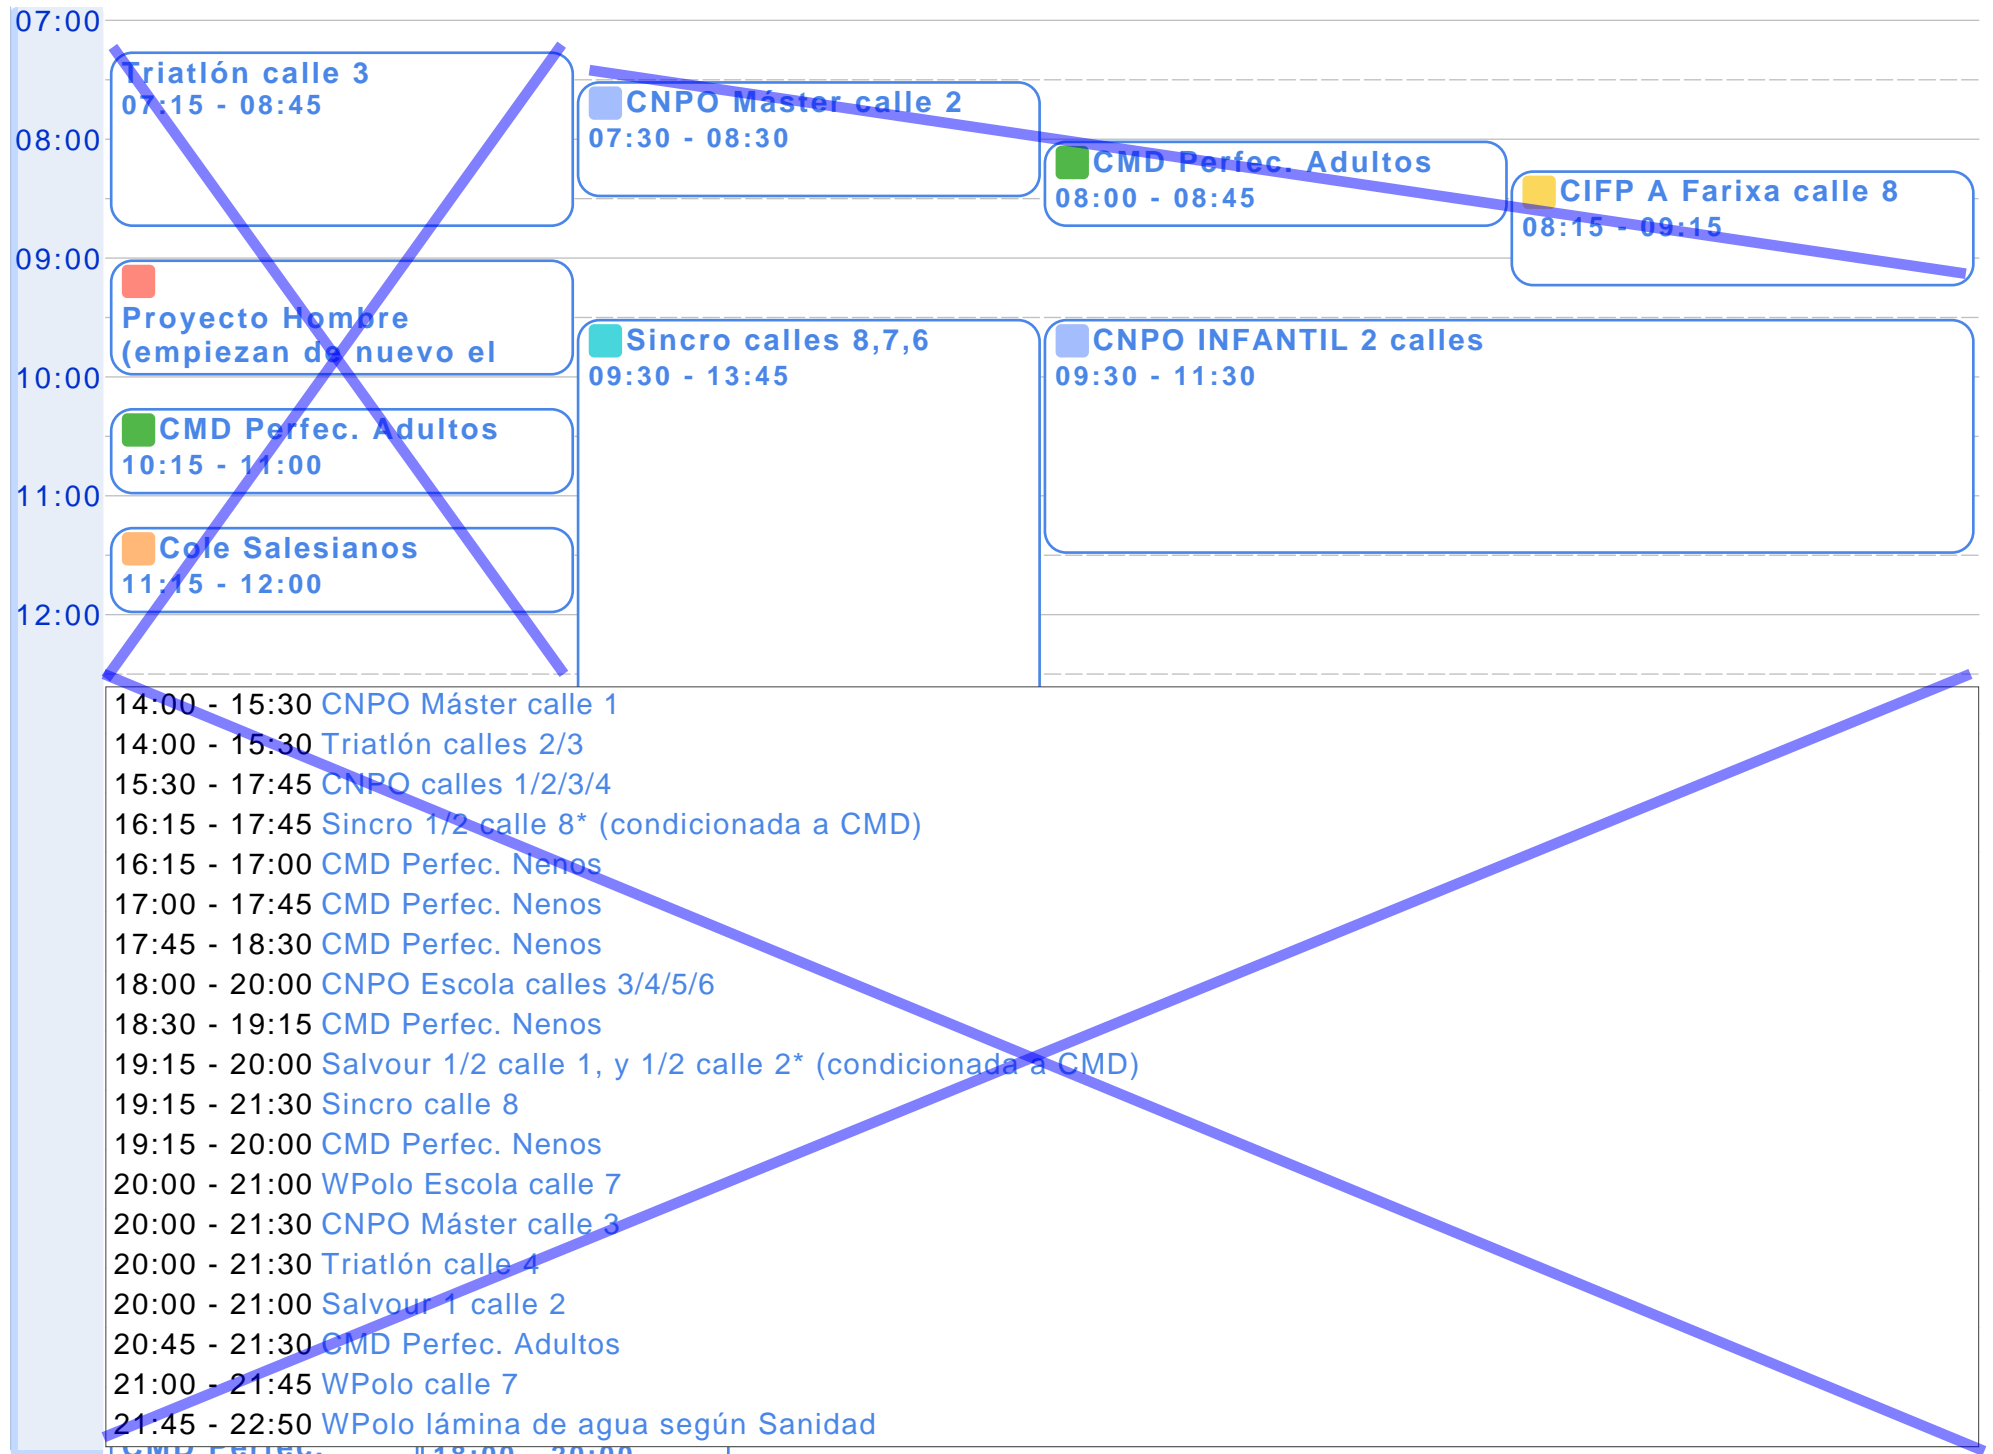 07:00
Triatlón calle 3
07:15 - 08:45
CNPO Máster calle 2
07:30 - 08:30
08:00
CMD Perfec. Adultos
08:00 - 08:45
CIFP A Farixa calle 8
08:15 - 09:15
09:00
Proyecto Hombre
(empiezan de nuevo el
Sincro calles 8,7,6
09:30 - 13:45
CNPO INFANTIL 2 calles
09:30 - 11:30
10:00
CMD Perfec. Adultos
10:15 - 11:00
11:00
Cole Salesianos
11:15 - 12:00
12:00
14:00 - 15:30 CNPO Máster calle 1
14:00 - 15:30 Triatlón calles 2/3
15:30 - 17:45 CNPO calles 1/2/3/4
16:15 - 17:45 Sincro 1/2 calle 8* (condicionada a CMD)
16:15 - 17:00 CMD Perfec. Nenos
17:00 - 17:45 CMD Perfec. Nenos
17:45 - 18:30 CMD Perfec. Nenos
18:00 - 20:00 CNPO Escola calles 3/4/5/6
18:30 - 19:15 CMD Perfec. Nenos
19:15 - 20:00 Salvour 1/2 calle 1, y 1/2 calle 2* (condicionada a CMD)
19:15 - 21:30 Sincro calle 8
19:15 - 20:00 CMD Perfec. Nenos
20:00 - 21:00 WPolo Escola calle 7
20:00 - 21:30 CNPO Máster calle 3
20:00 - 21:30 Triatlón calle 4
20:00 - 21:00 Salvour 1 calle 2
20:45 - 21:30 CMD Perfec. Adultos
21:00 - 21:45 WPolo calle 7
21:45 - 22:50 WPolo lámina de agua según Sanidad
CMD Perfec. 18:00 - 20:00